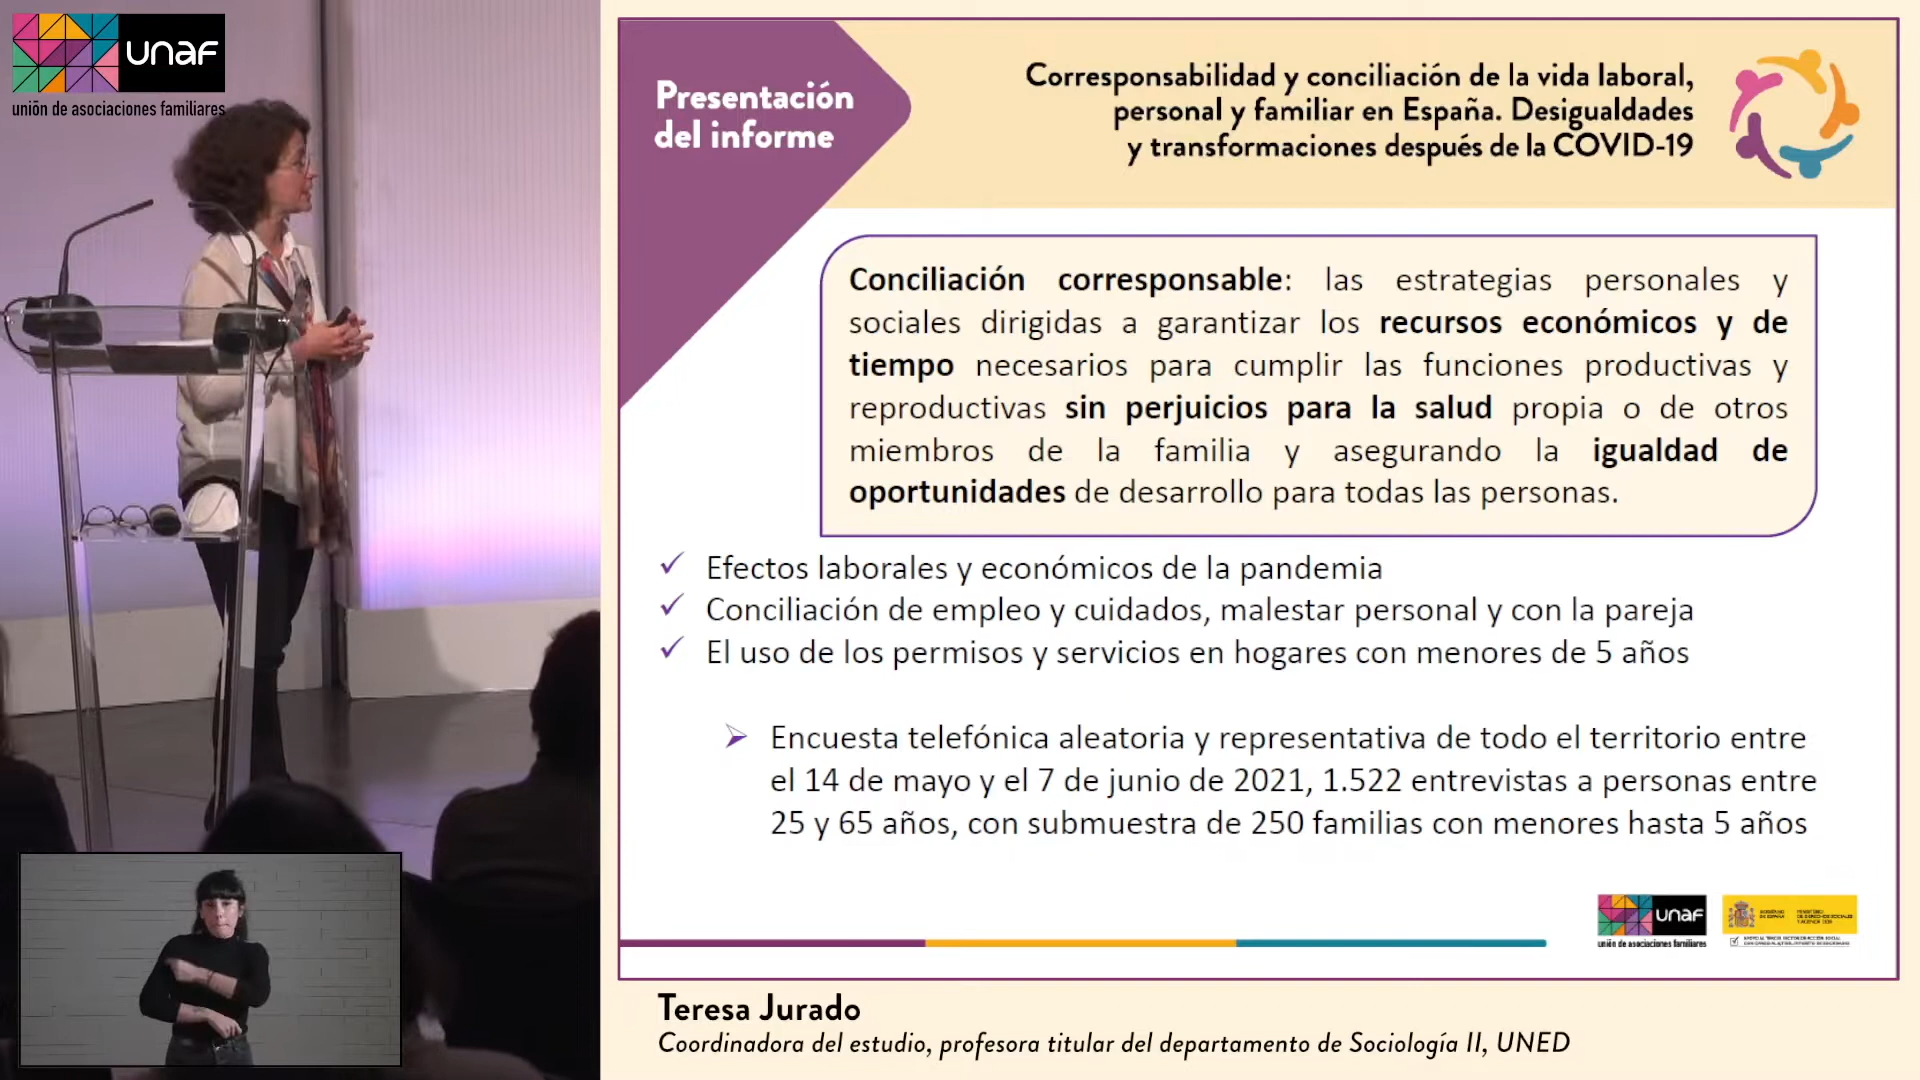 unaf
unión de asociaciones familiares
Presentación
del informe
Corresponsabilidad y conciliación de la vida laboral,
personal y familiar en España. Desigualdades
y transformaciones después de la COVID-19
Conciliación corresponsable: las estrategias personales y
sociales dirigidas a garantizar los recursos económicos y de
tiempo necesarios para cumplir las funciones productivas y
reproductivas sin perjuicios para la salud propia o de otros
miembros de la familia y asegurando la igualdad de
oportunidades de desarrollo para todas las personas.
✓ Efectos laborales y económicos de la pandemia
✓ Conciliación de empleo y cuidados, malestar personal y con la pareja
✓ El uso de los permisos y servicios en hogares con menores de 5 años
➢ Encuesta telefónica aleatoria y representativa de todo el territorio entre
el 14 de mayo y el 7 de junio de 2021, 1.522 entrevistas a personas entre
25 y 65 años, con submuestra de 250 familias con menores hasta 5 años
unaf
unión de asociaciones familiares
Teresa Jurado
Coordinadora del estudio, profesora titular del departamento de Sociología II, UNED